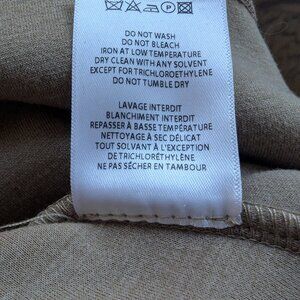 DO NOT WASH
DO NOT BLEACH
IRON AT LOW TEMPERATURE
DRY CLEAN WITH ANY SOLVENT
EXCEPT FOR TRICHLOROETHYLENE
DO NOT TUMBLE DRY
LAVAGE INTERDIT
BLANCHIMENT INTERDIT
REPASSER À BASSE TEMPÉRATURE
NETTOYAGE À SEC DÉLICAT
TOUT SOLVANT À L'EXCEPTION
DE TRICHLORÉTHYLÈNE
NE PAS SÉCHER EN TAMBOUR